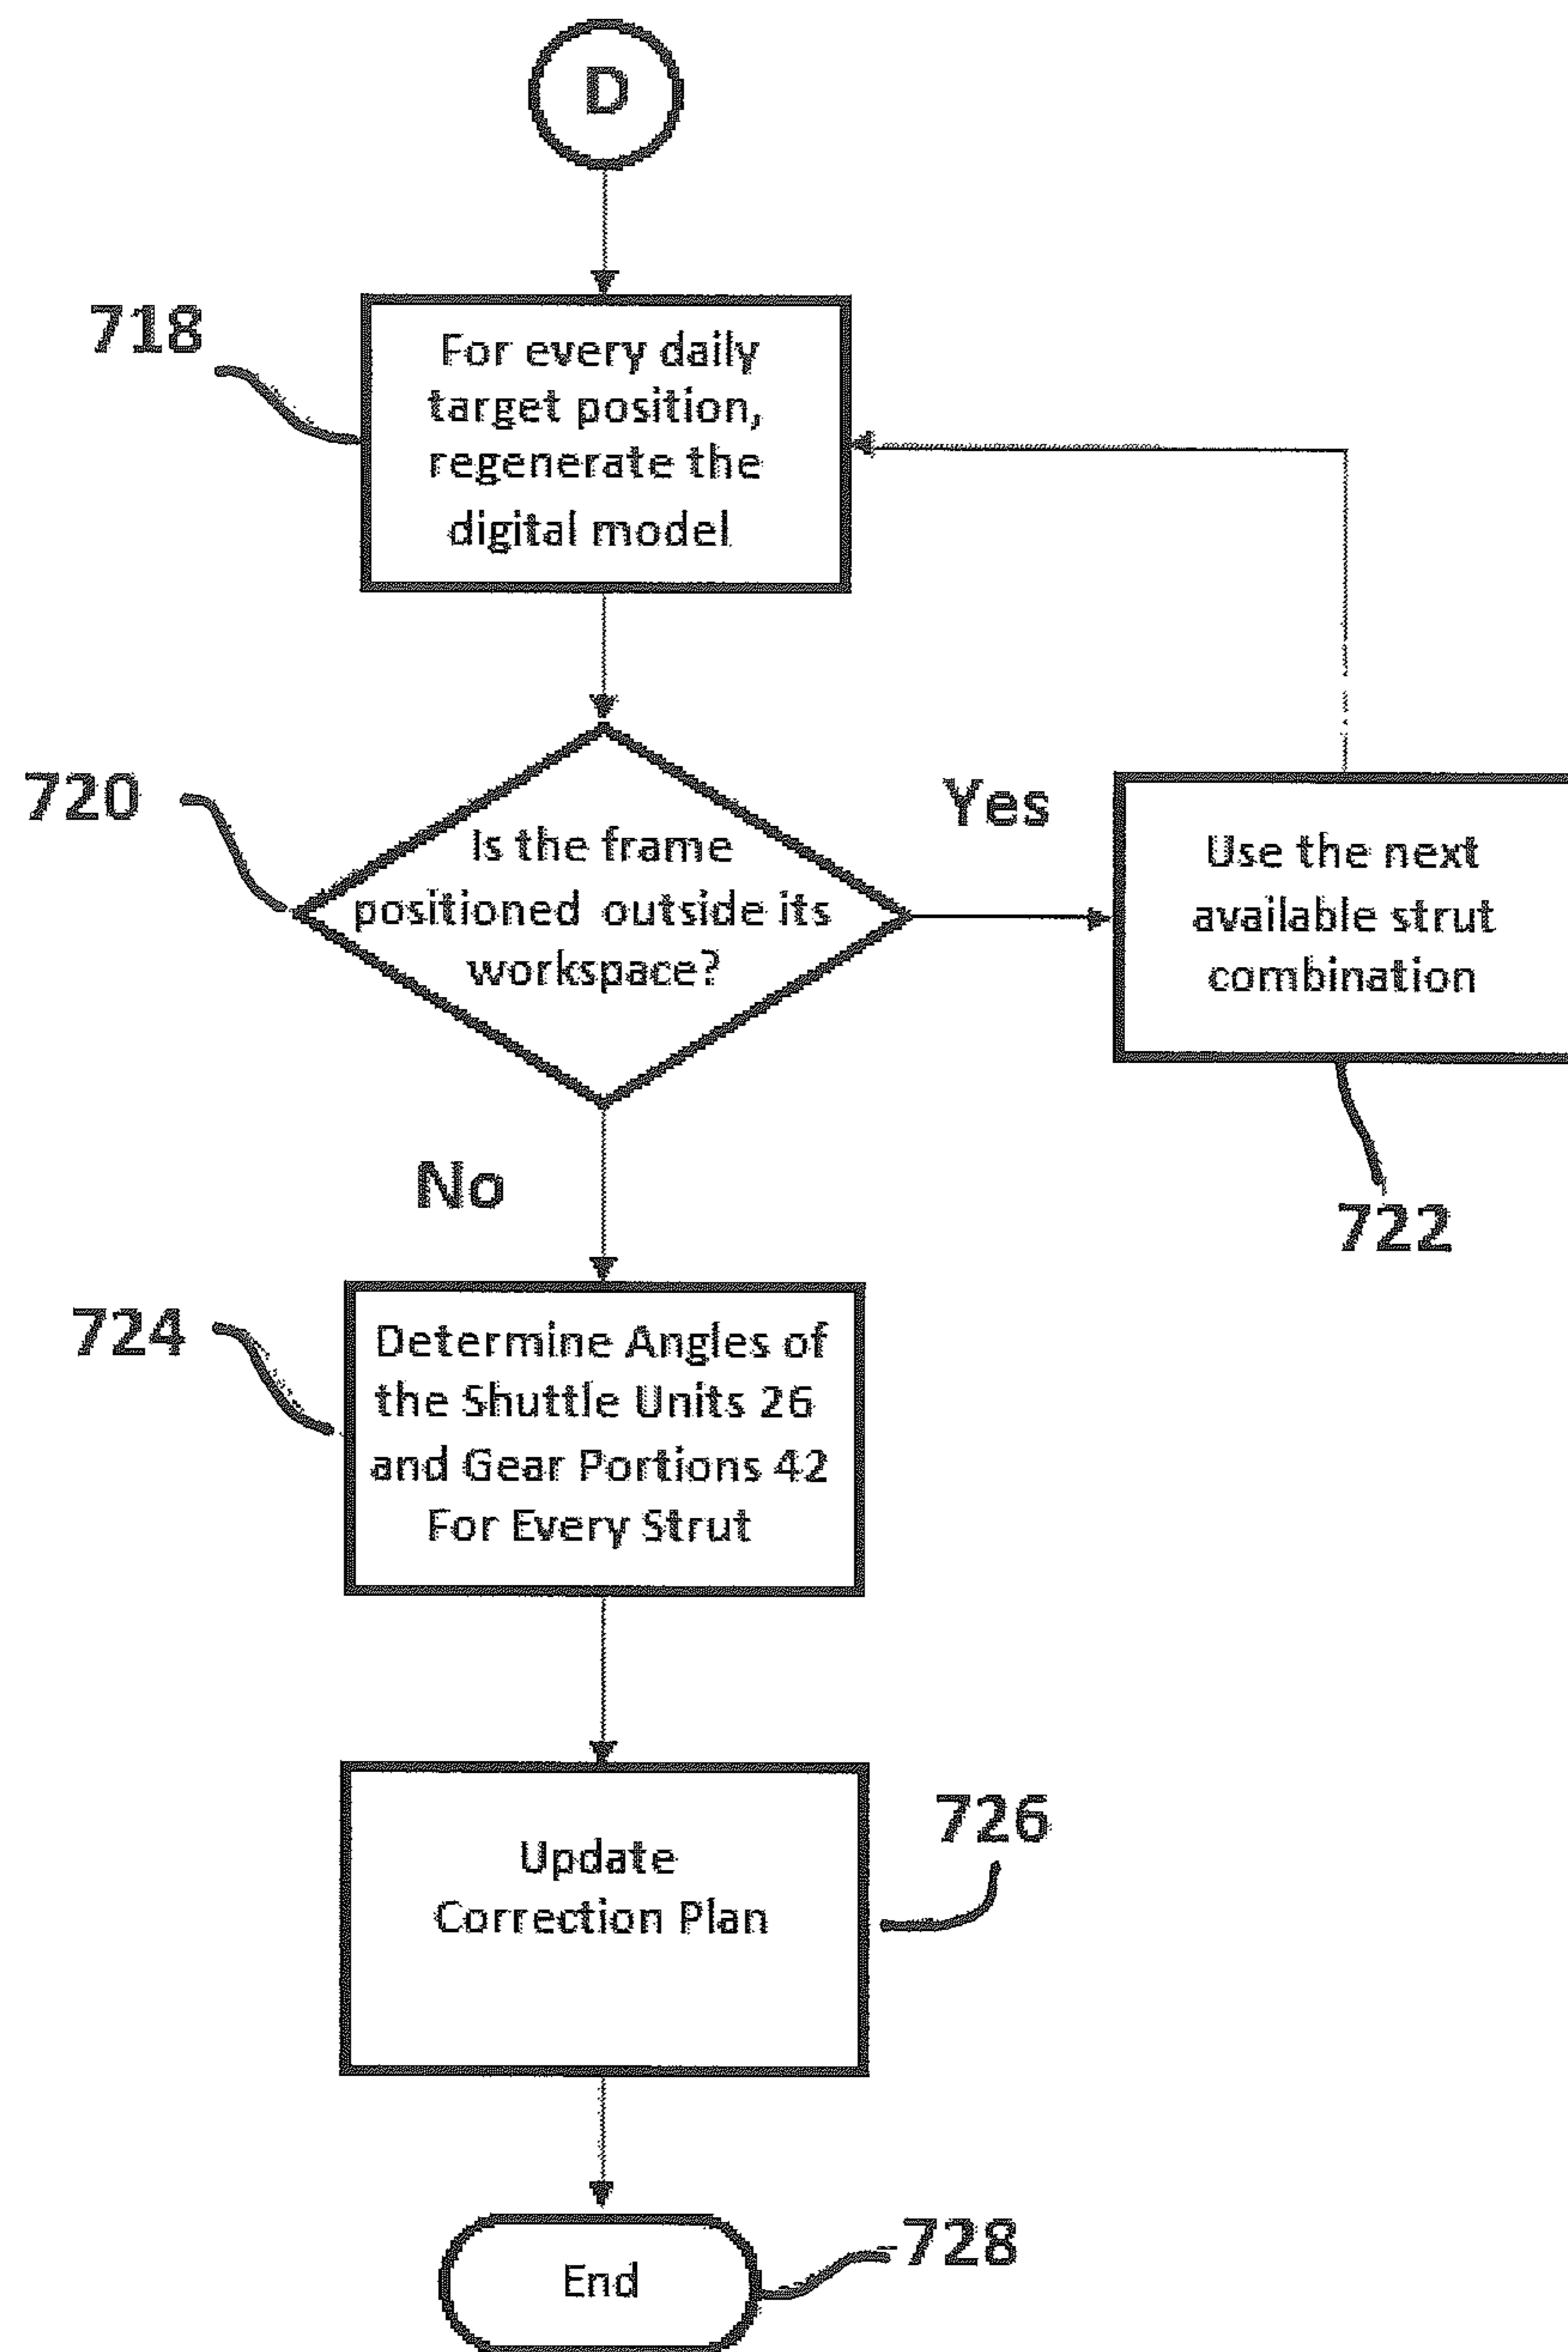 D
718
For every daily
target position,
regenerate the
digital model
720
Is the frame
positioned outside its
workspace?
Yes
Use the next
available strut
combination
722
No
724
Determine Angles of
the Shuttle Units 26
and Gear Portions 42
For Every Strut
726
Update
Correction Plan
728
End